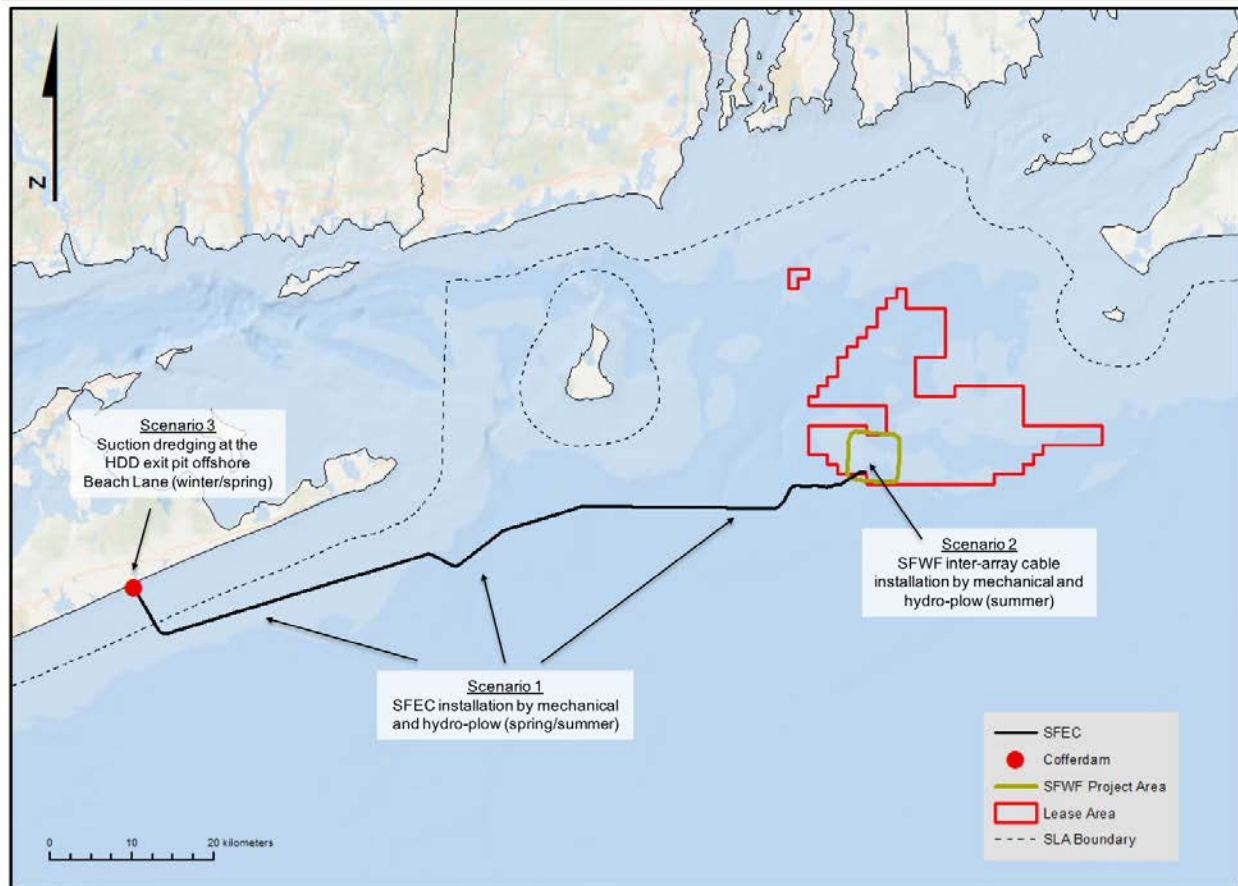 N
Scenario 3
Suction dredging at the
HDD exit pit offshore
Beach Lane (winter/spring)
Scenario 2
SFWF inter-array cable
installation by mechanical and
hydro-plow (summer)
Scenario 1
SFEC installation by mechanical
and hydro-plow (spring/summer)
SFEC
Cofferdam
SFWF Project Area
Lease Area
SLA Boundary
0 10 20 kilometers